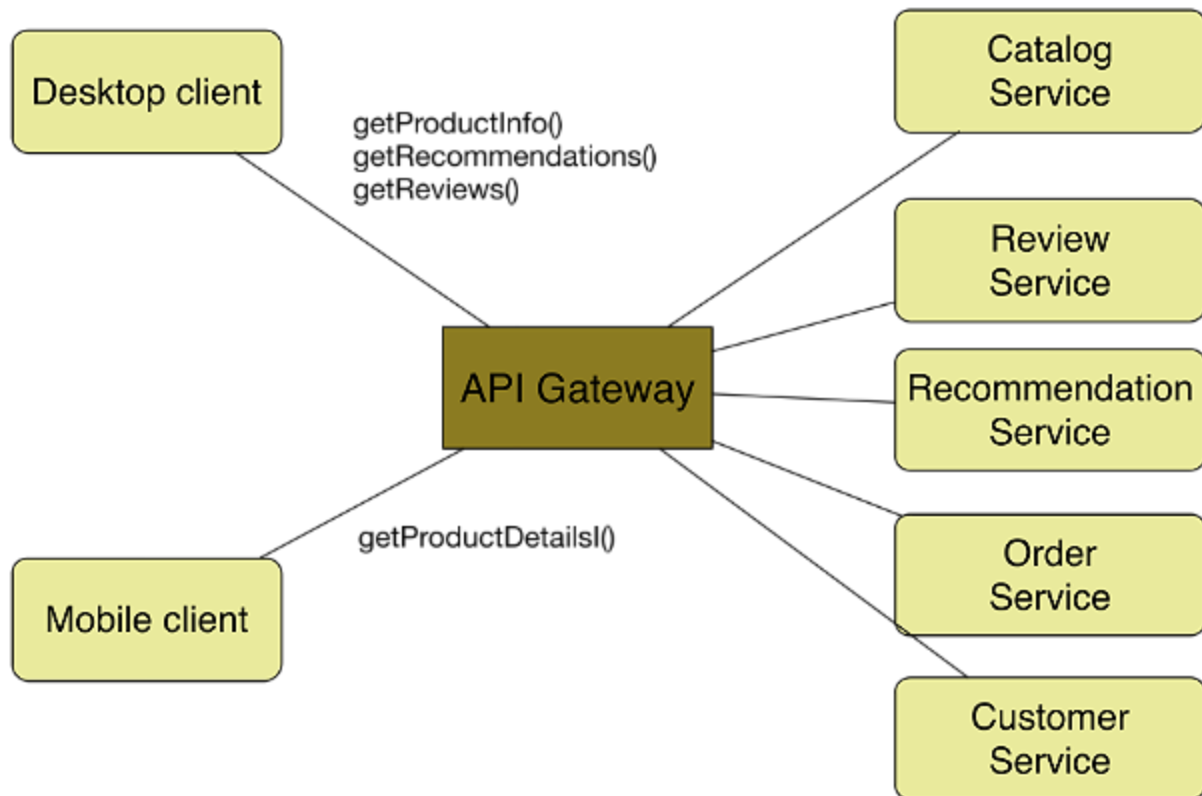 Desktop client
getProductInfo()
getRecommendations()
getReviews()
API Gateway
getProductDetailsI()
Mobile client
Catalog
Service
Review
Service
Recommendation
Service
Order
Service
Customer
Service